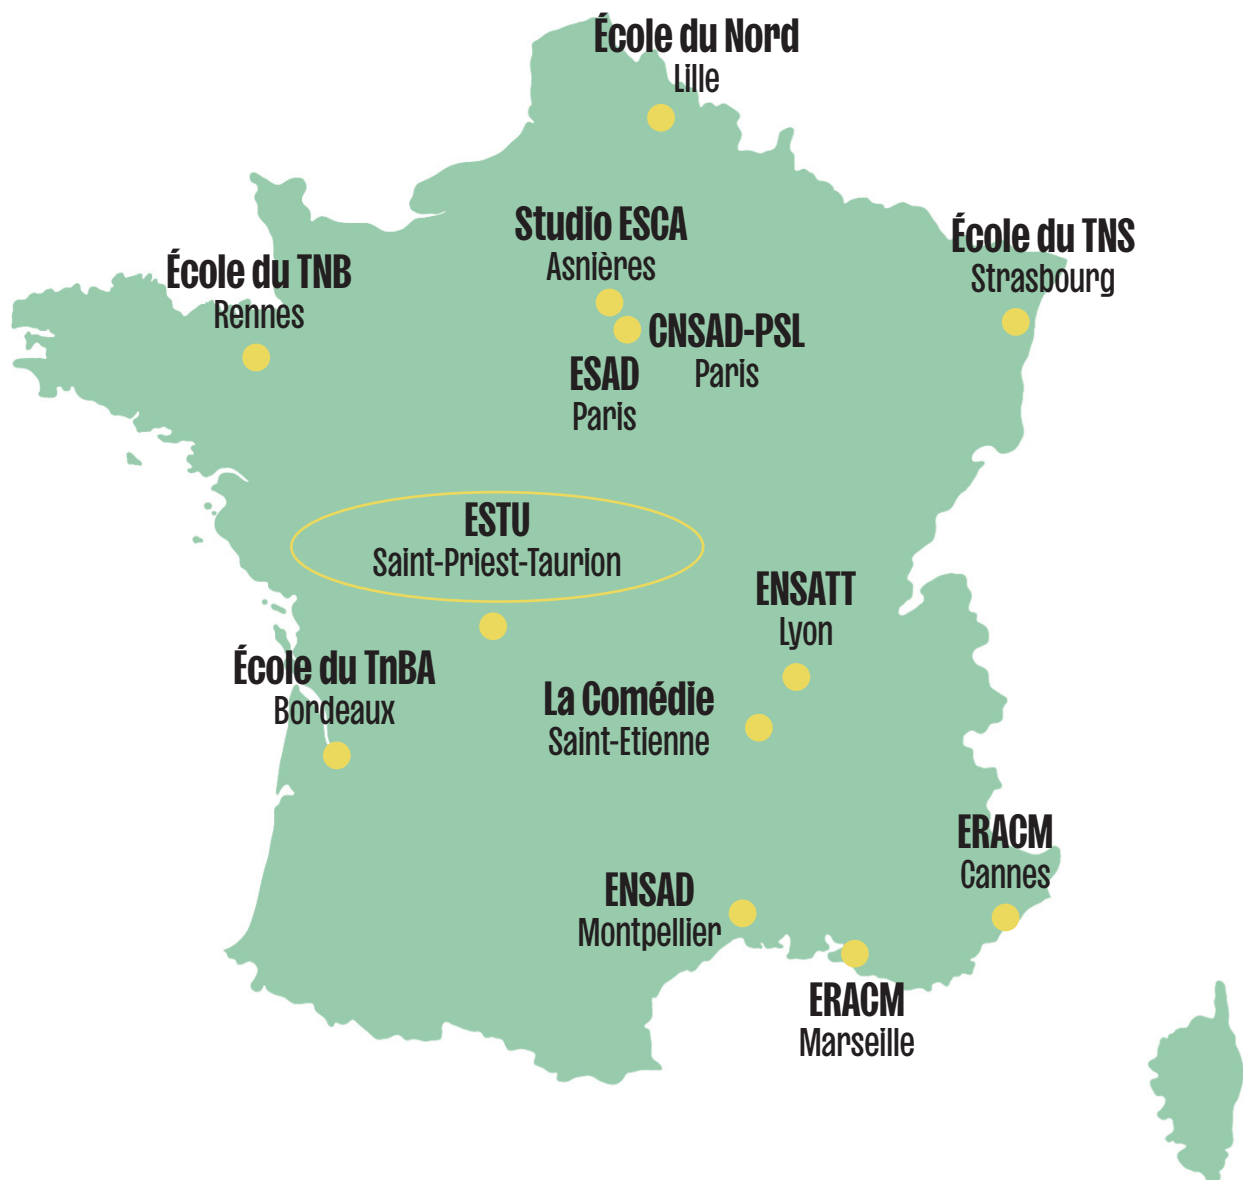 École du Nord
Lille
Studio ESCA
Asnières
École du TNS
Strasbourg
École du TNB
Rennes
CNSAD-PSL
Paris
ESAD
Paris
ESTU
Saint-Priest-Taurion
ENSATT
Lyon
École du TnBA
Bordeaux
La Comédie
Saint-Etienne
ERACM
Cannes
ENSAD
Montpellier
ERACM
Marseille